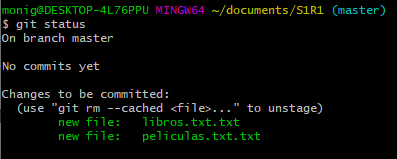 monig@DESKTOP-4L76PPU MINGW64 ~/documents/S1R1 (master)
$ git status
On branch master
No commits yet
Changes to be committed:
(use "git rm --cached <file>..." to unstage)
new file: libros.txt.txt
new file: peliculas.txt.txt